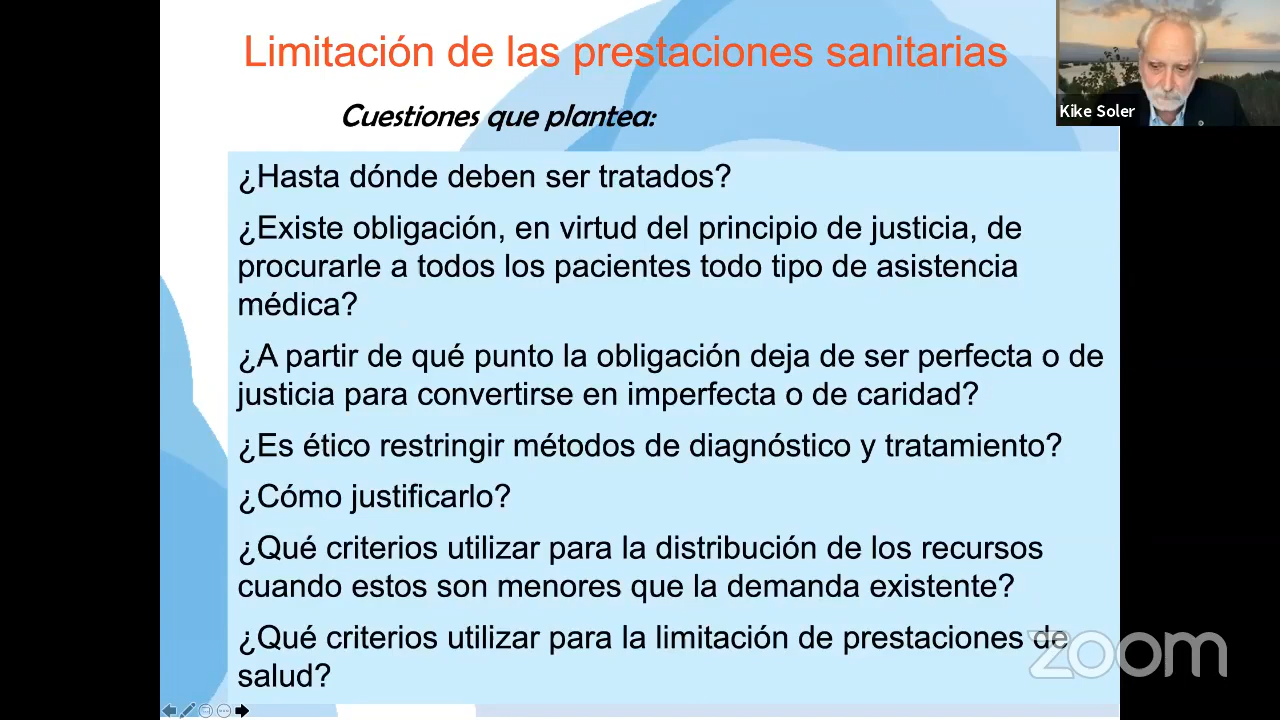 Limitación de las prestaciones sanitarias
Kike Soler
Cuestiones que plantea:
¿Hasta dónde deben ser tratados?
¿Existe obligación, en virtud del principio de justicia, de
procurarle a todos los pacientes todo tipo de asistencia
médica?
¿A partir de qué punto la obligación deja de ser perfecta o de
justicia para convertirse en imperfecta o de caridad?
¿Es ético restringir métodos de diagnóstico y tratamiento?
¿Cómo justificarlo?
¿Qué criterios utilizar para la distribución de los recursos
cuando estos son menores que la demanda existente?
¿Qué criterios utilizar para la limitación de prestaciones de
salud?
zoom